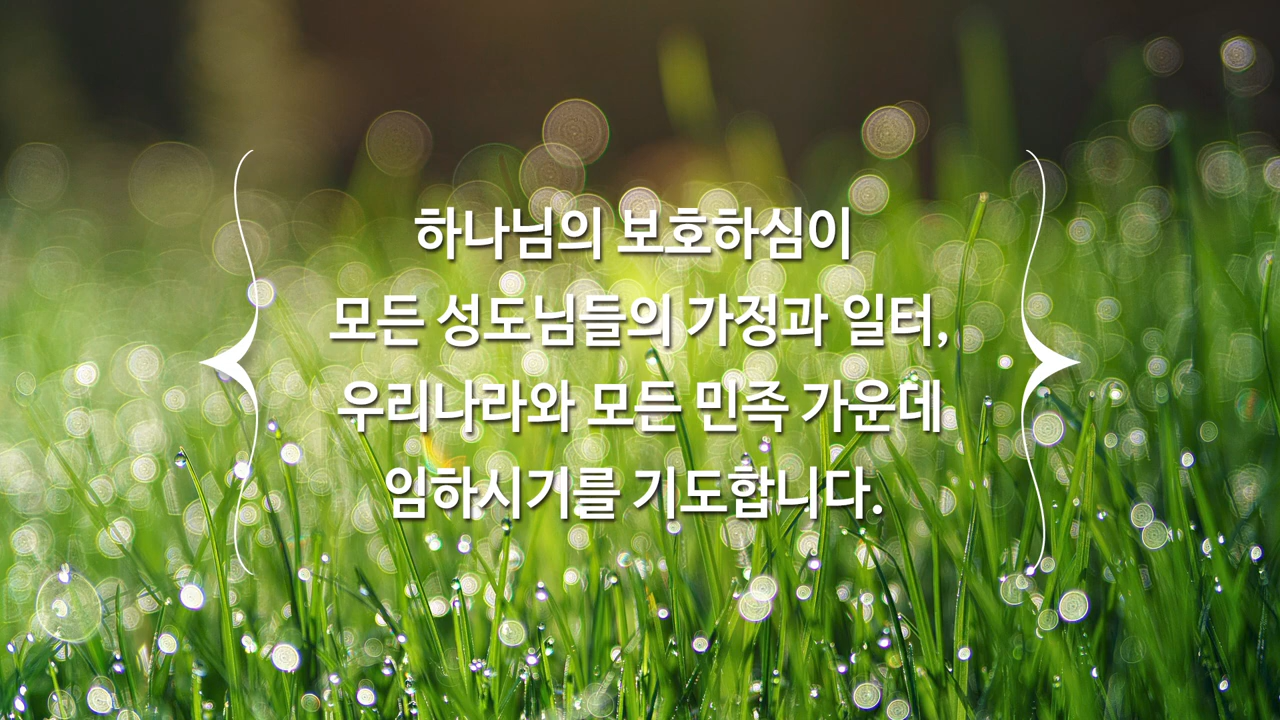 하나님의 보호하심이
모든 성도님들의 가정과 일터,
우리나라와 모든 민족 가운데
임하시기를 기도합니다.